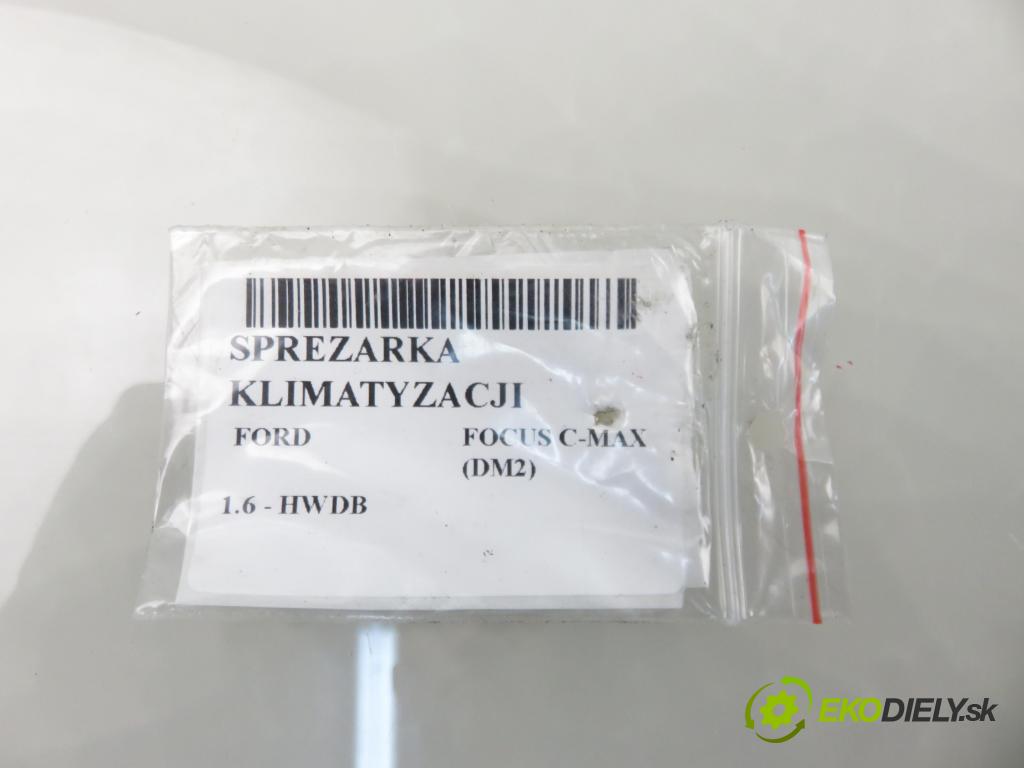 SPREZARKA
KLIMATYZACJI
FORD FOCUS C-MAX
(DM2)
1.6 - HWDB
EKODIELY.sk